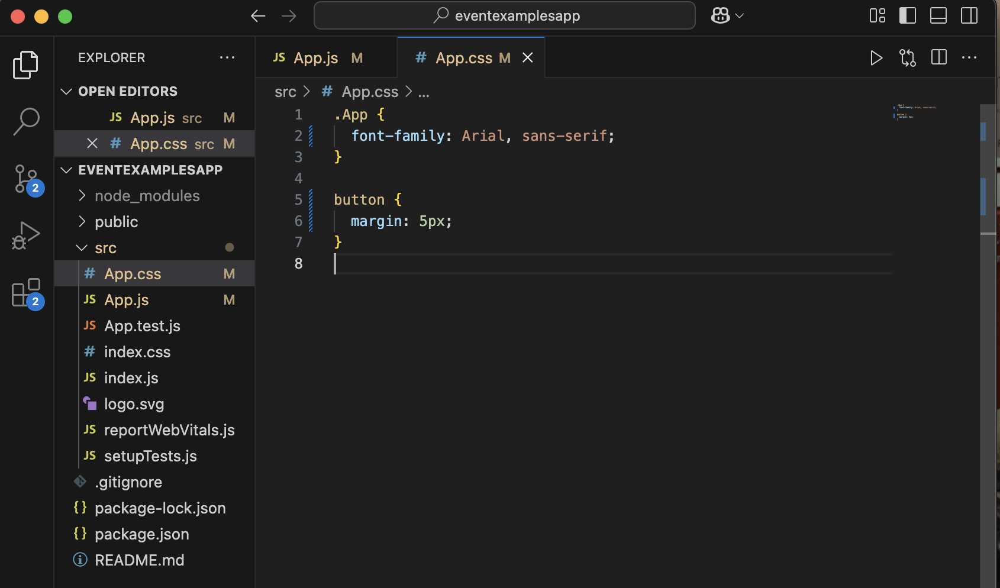 eventexamplesapp
EXPLORER
OPEN EDITORS
JS App.js src M
# App.css src M
EVENTEXAMPLESAPP
node_modules
public
src
# App.css M
JS App.js M
JS App.test.js
# index.css
JS index.js
logo.svg
JS reportWebVitals.js
JS setupTests.js
.gitignore
{} package-lock.json
{} package.json
README.md
2
2
JS App.js M
# App.css M
src > # App.css > ...
1 .App {
2 font-family: Arial, sans-serif;
3 }
4
5 button {
6 margin: 5px;
7 }
8